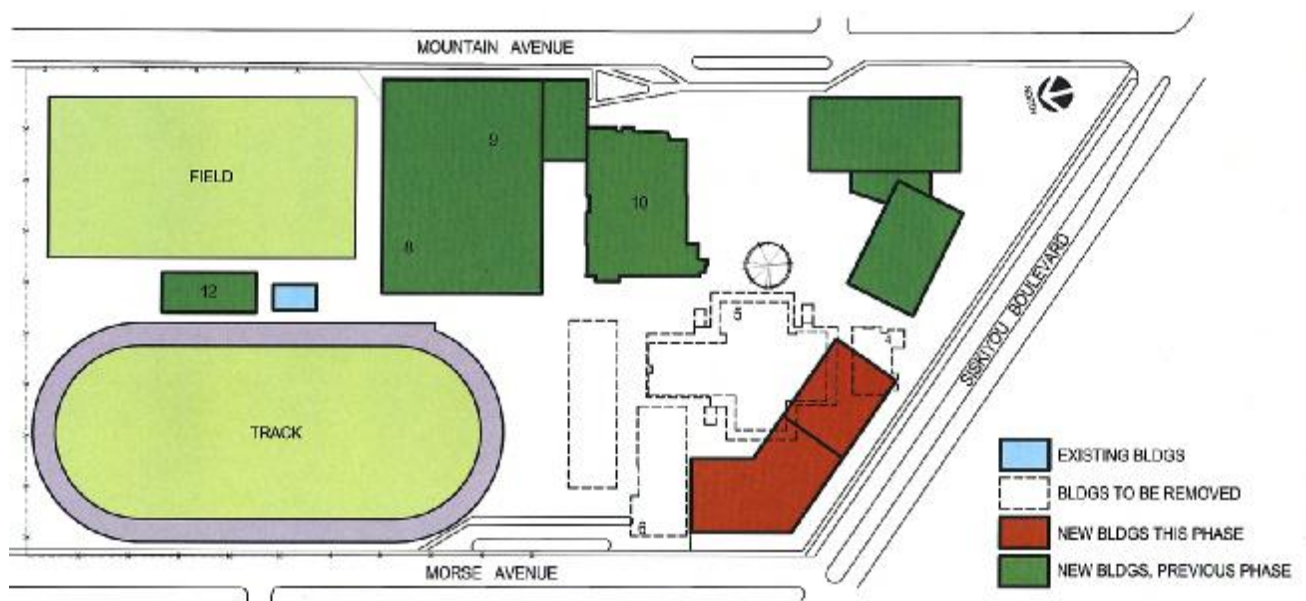 MOUNTAIN AVENUE
NORTH
FIELD
9
10
8
12
5
4
SISKIYOU BOULEVARD
TRACK
6
MORSE AVENUE
EXISTING BLDGS
BLDGS TO BE REMOVED
NEW BLDGS THIS PHASE
NEW BLDGS, PREVIOUS PHASE